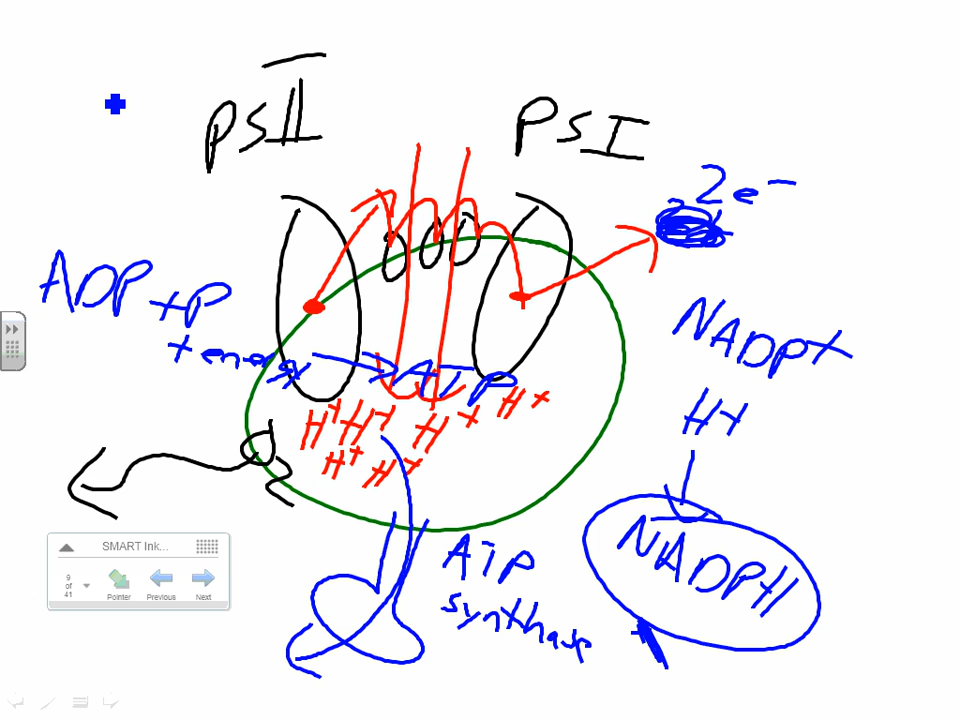 PSII
PSI
2e-
ADP +P
+ energy → ATP
NADP+
H+
H+ H+ H+ H+
H+ H+
NADPH
ATP
synthase
SMART Ink...
9
of
41
Pointer Previous Next